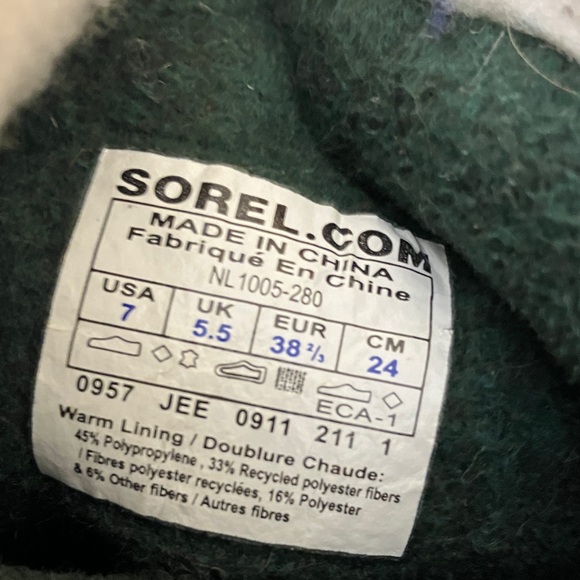 SOREL.COM
MADE IN CHINA
Fabriqué En Chine
NL1005-280
USA UK EUR CM
7 5.5 38 ²/₃ 24
ECA-1
0957 JEE 0911 211 1
Warm Lining / Doublure Chaude:
45% Polypropylene , 33% Recycled polyester fibers
/ Fibres polyester recyclées, 16% Polyester
& 6% Other fibers / Autres fibres